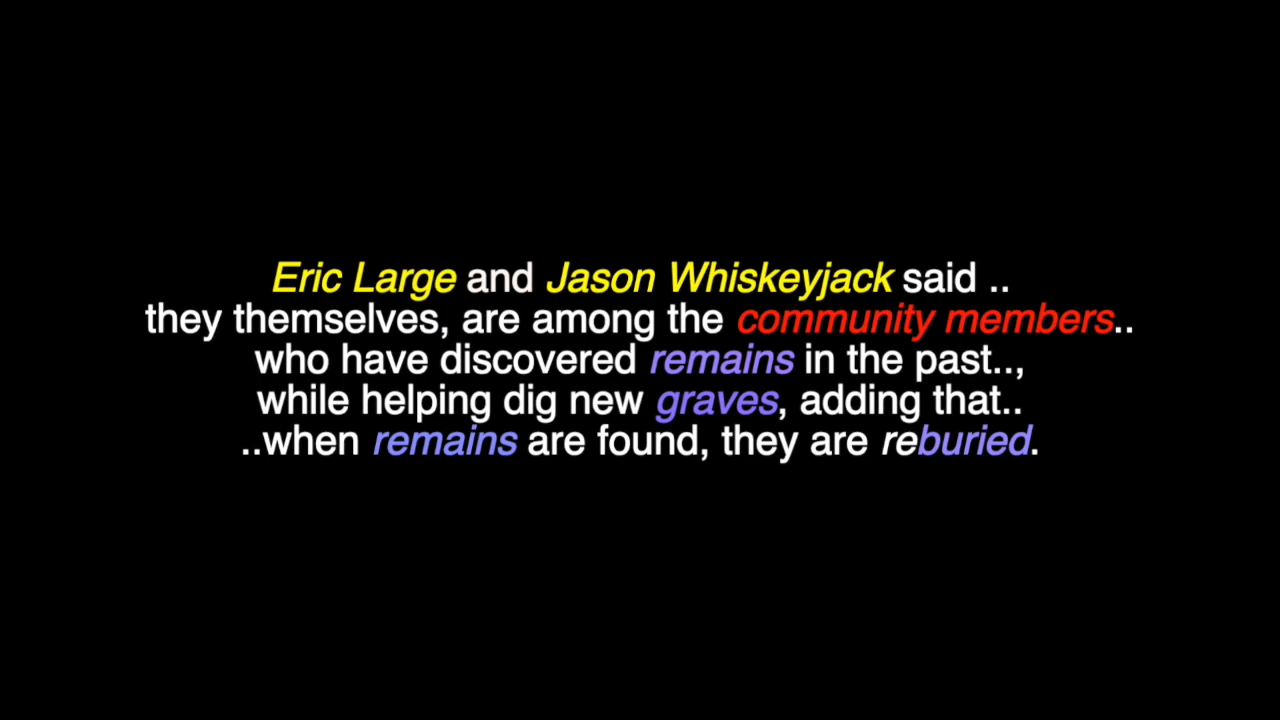 Eric Large and Jason Whiskeyjack said ..
they themselves, are among the community members..
who have discovered remains in the past..,
while helping dig new graves, adding that..
..when remains are found, they are reburied.